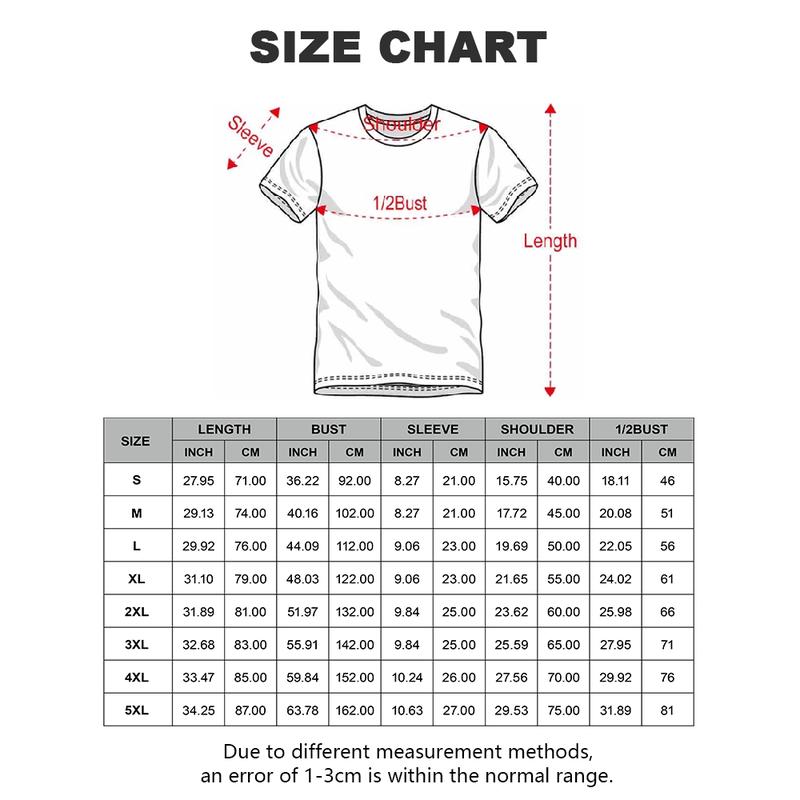 SIZE CHART
Sleeve
Shoulder
1/2Bust
Length
SIZE LENGTH BUST SLEEVE SHOULDER 1/2BUST
INCH CM INCH CM INCH CM INCH CM INCH CM
S 27.95 71.00 36.22 92.00 8.27 21.00 15.75 40.00 18.11 46
M 29.13 74.00 40.16 102.00 8.27 21.00 17.72 45.00 20.08 51
L 29.92 76.00 44.09 112.00 9.06 23.00 19.69 50.00 22.05 56
XL 31.10 79.00 48.03 122.00 9.06 23.00 21.65 55.00 24.02 61
2XL 31.89 81.00 51.97 132.00 9.84 25.00 23.62 60.00 25.98 66
3XL 32.68 83.00 55.91 142.00 9.84 25.00 25.59 65.00 27.95 71
4XL 33.47 85.00 59.84 152.00 10.24 26.00 27.56 70.00 29.92 76
5XL 34.25 87.00 63.78 162.00 10.63 27.00 29.53 75.00 31.89 81
Due to different measurement methods,
an error of 1-3cm is within the normal range.